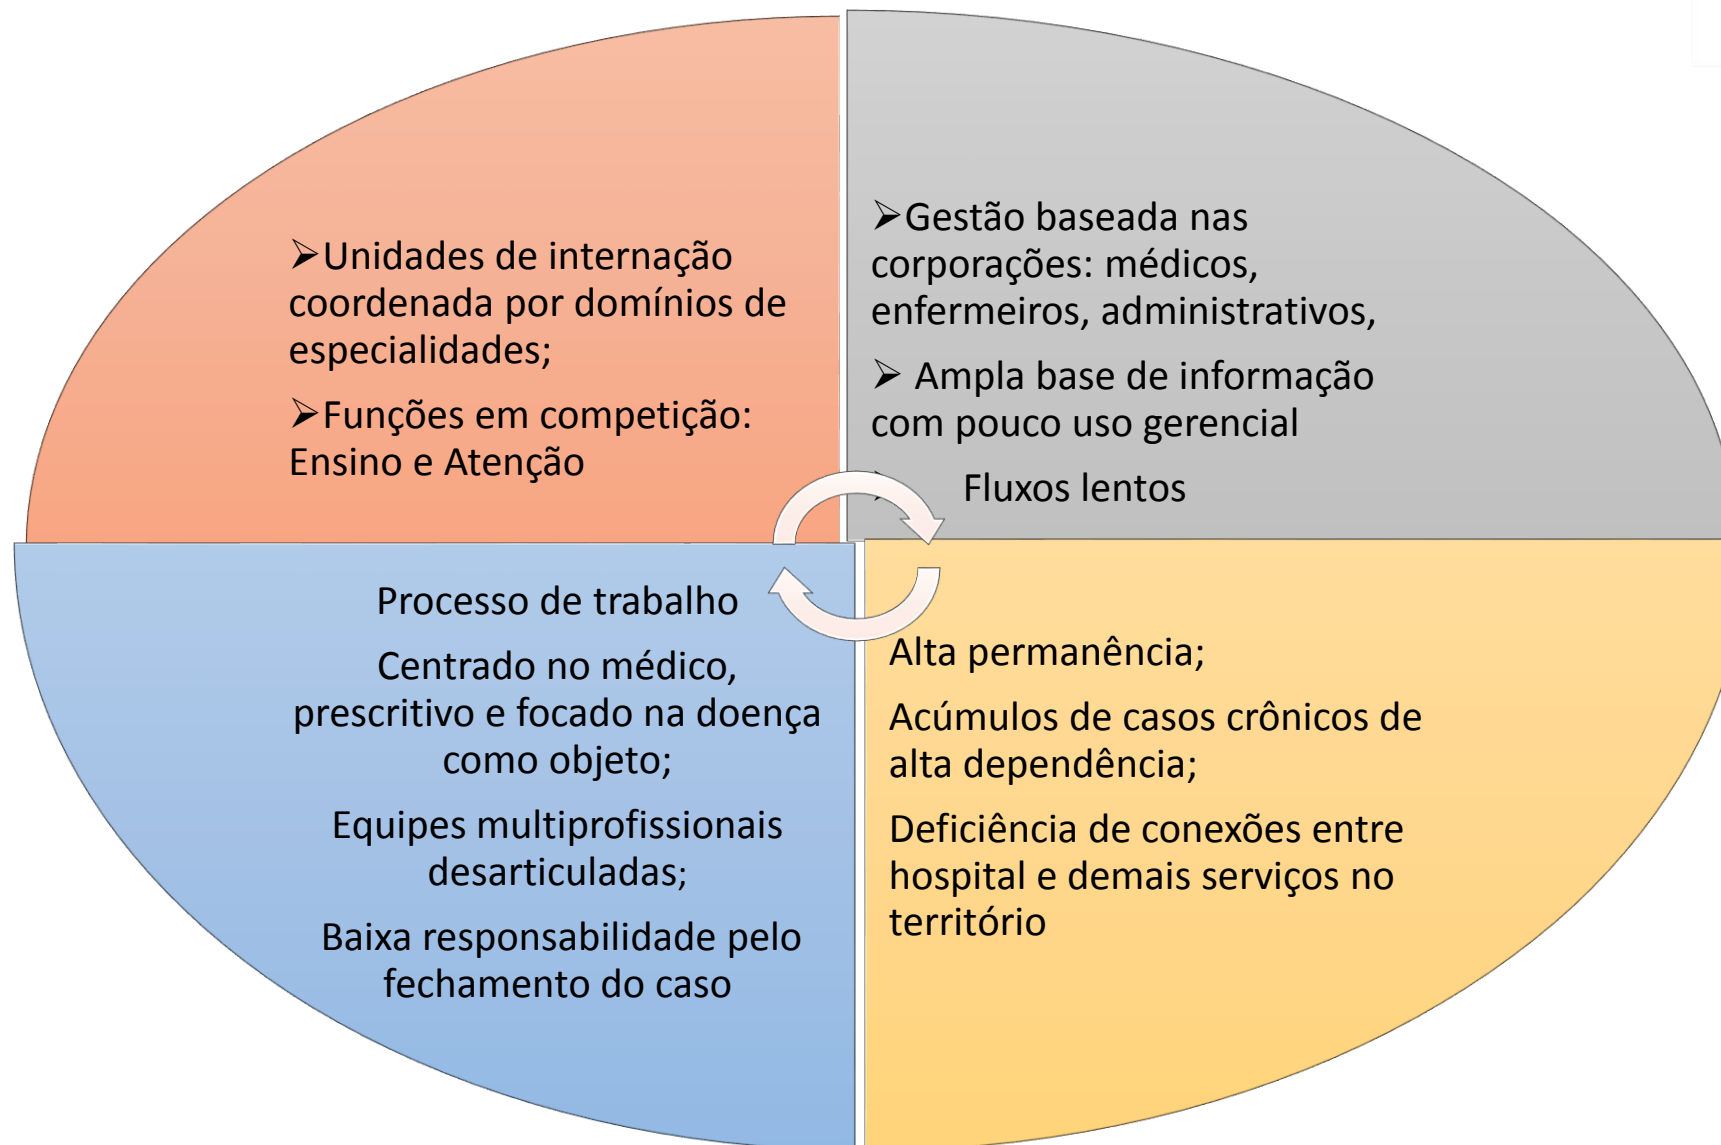 ➢Unidades de internação
coordenada por domínios de
especialidades;
➢Funções em competição:
Ensino e Atenção
➢Gestão baseada nas
corporações: médicos,
enfermeiros, administrativos,
➢ Ampla base de informação
com pouco uso gerencial
➢ Fluxos lentos
Processo de trabalho
Centrado no médico,
prescritivo e focado na doença
como objeto;
Equipes multiprofissionais
desarticuladas;
Baixa responsabilidade pelo
fechamento do caso
Alta permanência;
Acúmulos de casos crônicos de
alta dependência;
Deficiência de conexões entre
hospital e demais serviços no
território